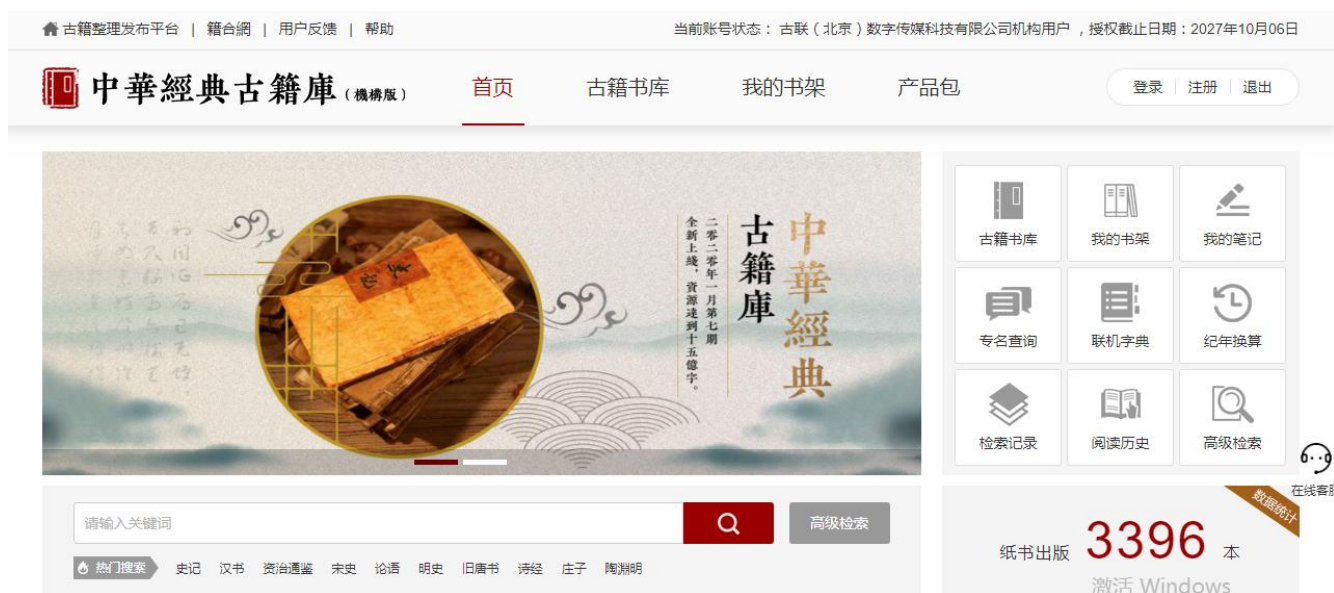 古籍整理发布平台 | 籍合網 | 用户反馈 | 帮助
当前账号状态： 古联（北京）数字传媒科技有限公司机构用户 ，授权截止日期：2027年10月06日
中華經典古籍庫（機構版）
首页 古籍书库 我的书架 产品包
登录 | 注册 | 退出
中華經典
古籍庫
二零二零年一月第七期
全新上綫，資源達到十五億字。
古籍书库 我的书架 我的笔记
专名查询 联机字典 纪年换算
检索记录 阅读历史 高级检索
在线客服
请输入关键词
高级检索
热门搜索 史记 汉书 资治通鉴 宋史 论语 明史 旧唐书 诗经 庄子 陶渊明
数据统计
纸书出版 3396 本
激活 Windows